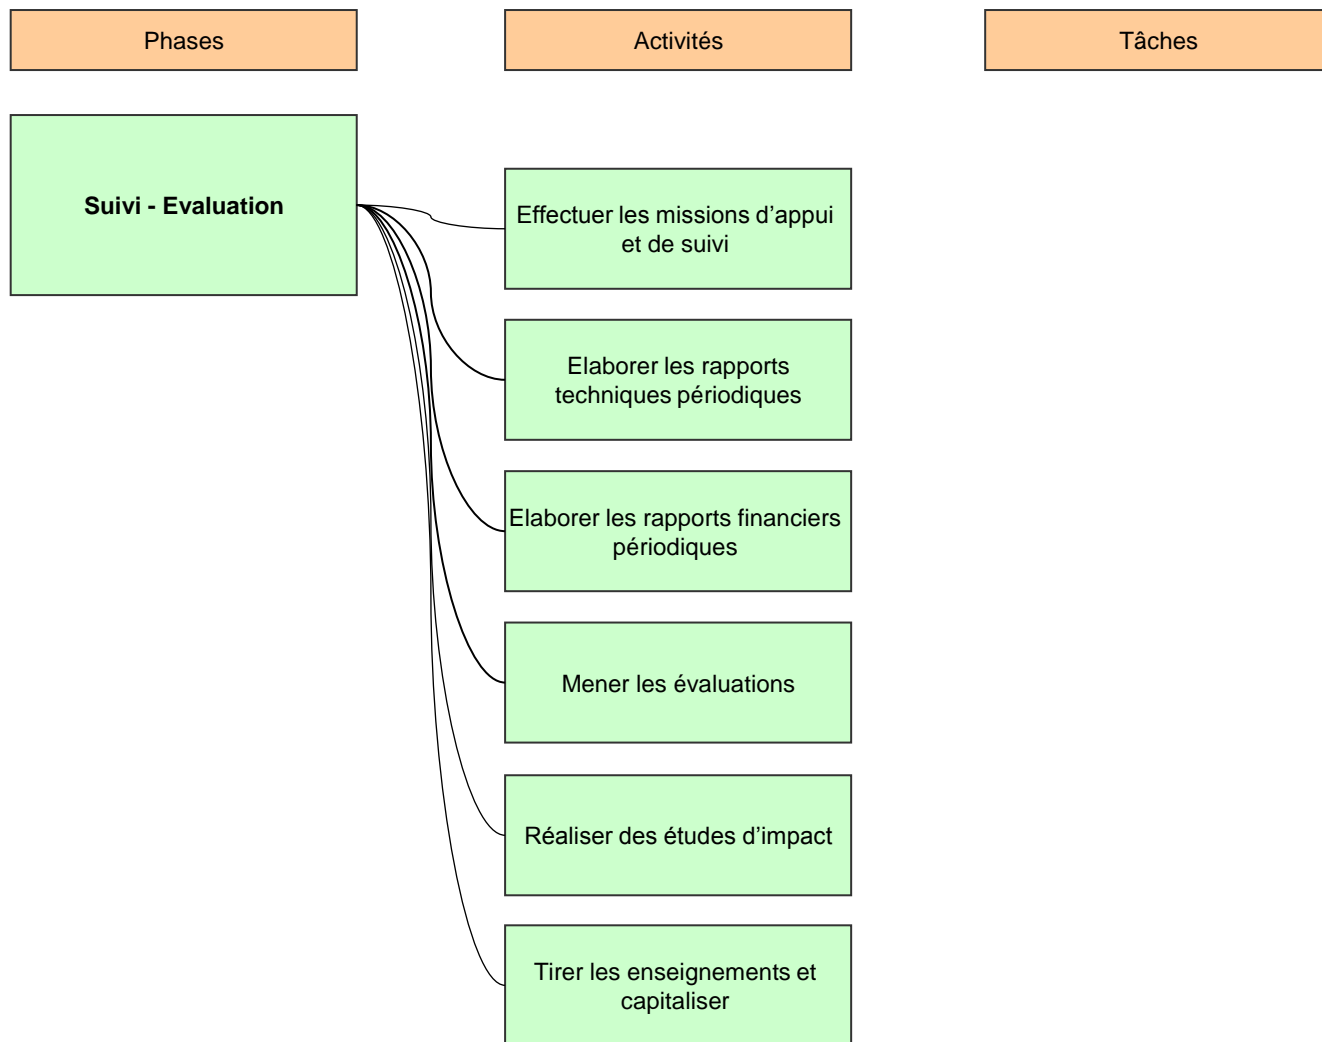 Phases
Activités
Tâches
Suivi - Evaluation
Effectuer les missions d’appui
et de suivi
Elaborer les rapports
techniques périodiques
Elaborer les rapports financiers
périodiques
Mener les évaluations
Réaliser des études d’impact
Tirer les enseignements et
capitaliser